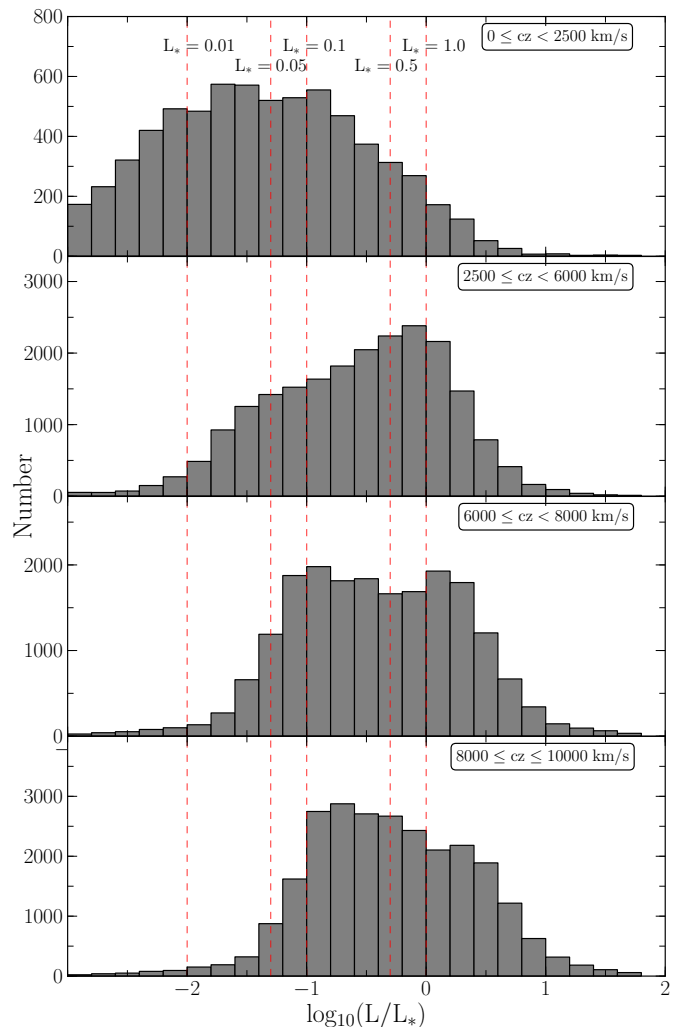 800
L* = 0.01
L* = 0.1
L* = 1.0
0 ≤ cz < 2500 km/s
L* = 0.05
L* = 0.5
600
400
200
0
2500 ≤ cz < 6000 km/s
3000
2000
1000
0
6000 ≤ cz < 8000 km/s
2000
1000
0
8000 ≤ cz ≤ 10000 km/s
3000
2000
1000
0
−2
−1
0
1
2
Number
log₁₀(L/L*)